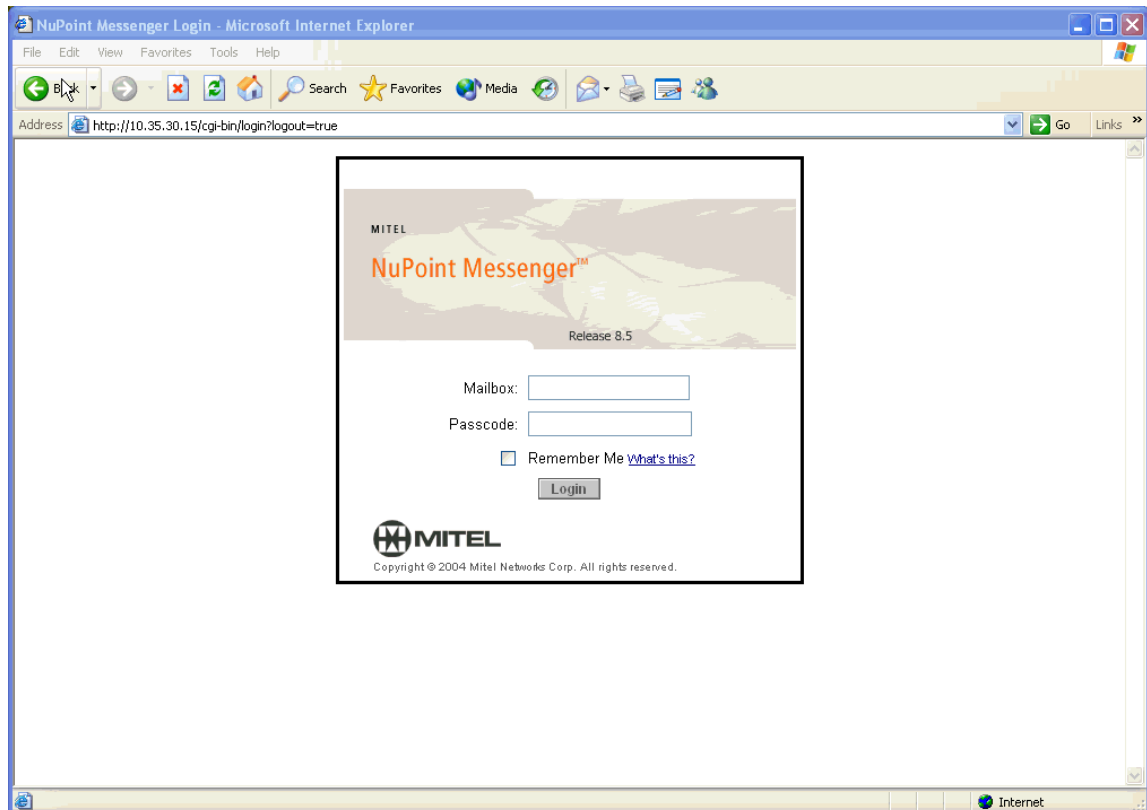 NuPoint Messenger Login - Microsoft Internet Explorer
File Edit View Favorites Tools Help
Back Search Favorites Media
Address http://10.35.30.15/cgi-bin/login?logout=true Go Links »
MITEL
NuPoint Messenger™
Release 8.5
Mailbox:
Passcode:
Remember Me What's this?
Login
MITEL
Copyright © 2004 Mitel Networks Corp. All rights reserved.
Internet